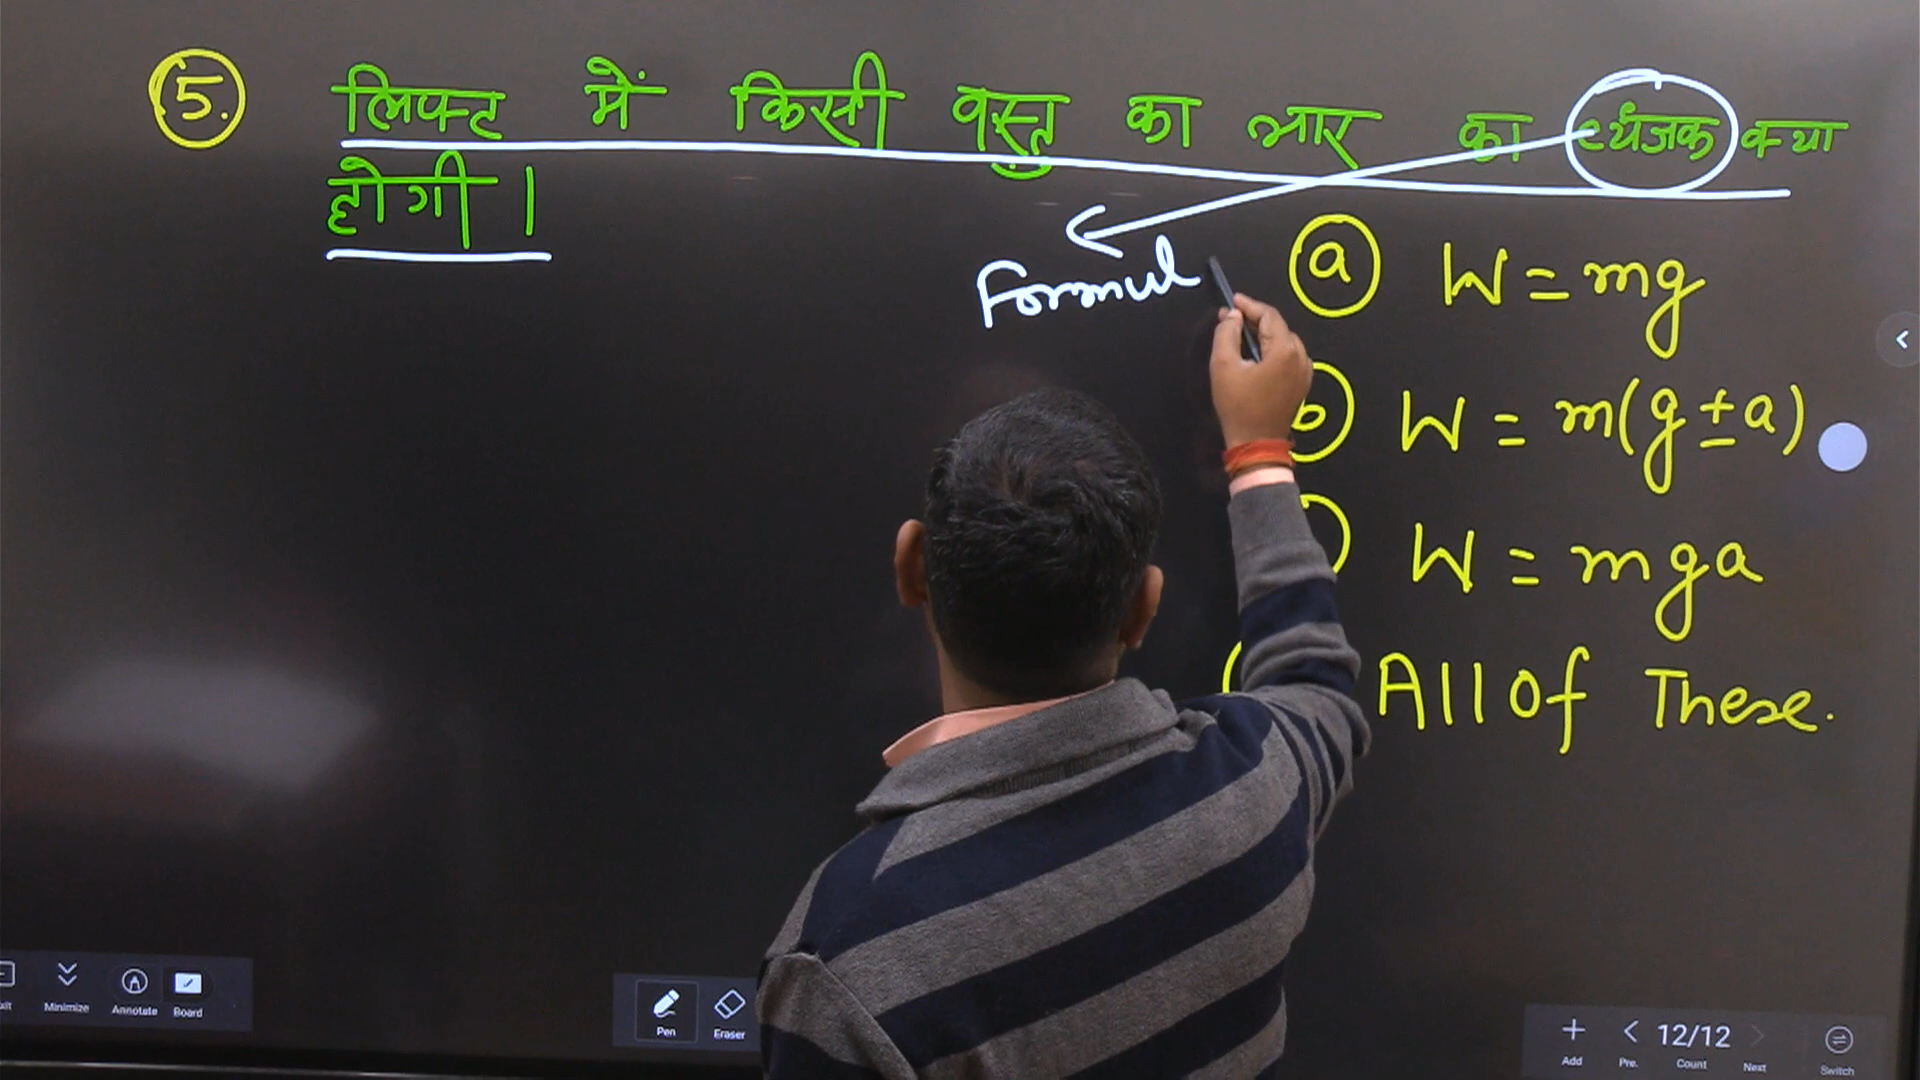 5. लिफ्ट में किसी वस्तु का भार का व्यंजक क्या
होगी ।
Formul
a W = mg
b W = m(g ± a)
W = mga
All Of These.
Minimize
Annotate
Board
Pen
Eraser
Add
Pre.
12/12
Count
Next
Switch